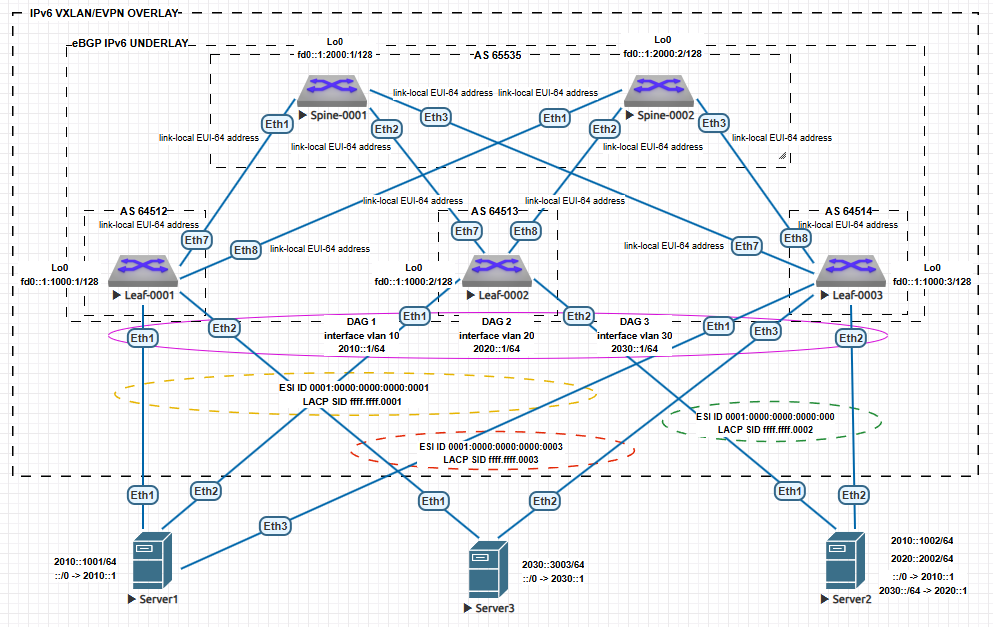 IPv6 VXLAN/EVPN OVERLAY
eBGP IPv6 UNDERLAY
Lo0
fd0::1:2000:1/128
AS 65535
Lo0
fd0::1:2000:2/128
Spine-0001
Spine-0002
link-local EUI-64 address
link-local EUI-64 address
Eth1
Eth2
Eth3
Eth1
Eth2
Eth3
link-local EUI-64 address
link-local EUI-64 address
link-local EUI-64 address
link-local EUI-64 address
link-local EUI-64 address
link-local EUI-64 address
AS 64512
link-local EUI-64 address
AS 64513
AS 64514
link-local EUI-64 address
Eth7
Eth8
link-local EUI-64 address
Eth7
Eth8
link-local EUI-64 address
Eth7
Eth8
Lo0
fd0::1:1000:1/128
Leaf-0001
Lo0
fd0::1:1000:2/128
Leaf-0002
Lo0
fd0::1:1000:3/128
Leaf-0003
Eth1
Eth2
Eth1
Eth2
Eth1
Eth3
Eth2
DAG 1
interface vlan 10
2010::1/64
DAG 2
interface vlan 20
2020::1/64
DAG 3
interface vlan 30
2030::1/64
ESI ID 0001:0000:0000:0000:0001
LACP SID ffff.ffff.0001
ESI ID 0001:0000:0000:0000:000
LACP SID ffff.ffff.0002
ESI ID 0001:0000:0000:0000:0003
LACP SID ffff.ffff.0003
Eth1
Eth2
Eth3
Eth1
Eth2
Eth1
Eth2
2010::1001/64
::/0 -> 2010::1
Server1
2030::3003/64
::/0 -> 2030::1
Server3
2010::1002/64
2020::2002/64
::/0 -> 2010::1
2030::/64 -> 2020::1
Server2